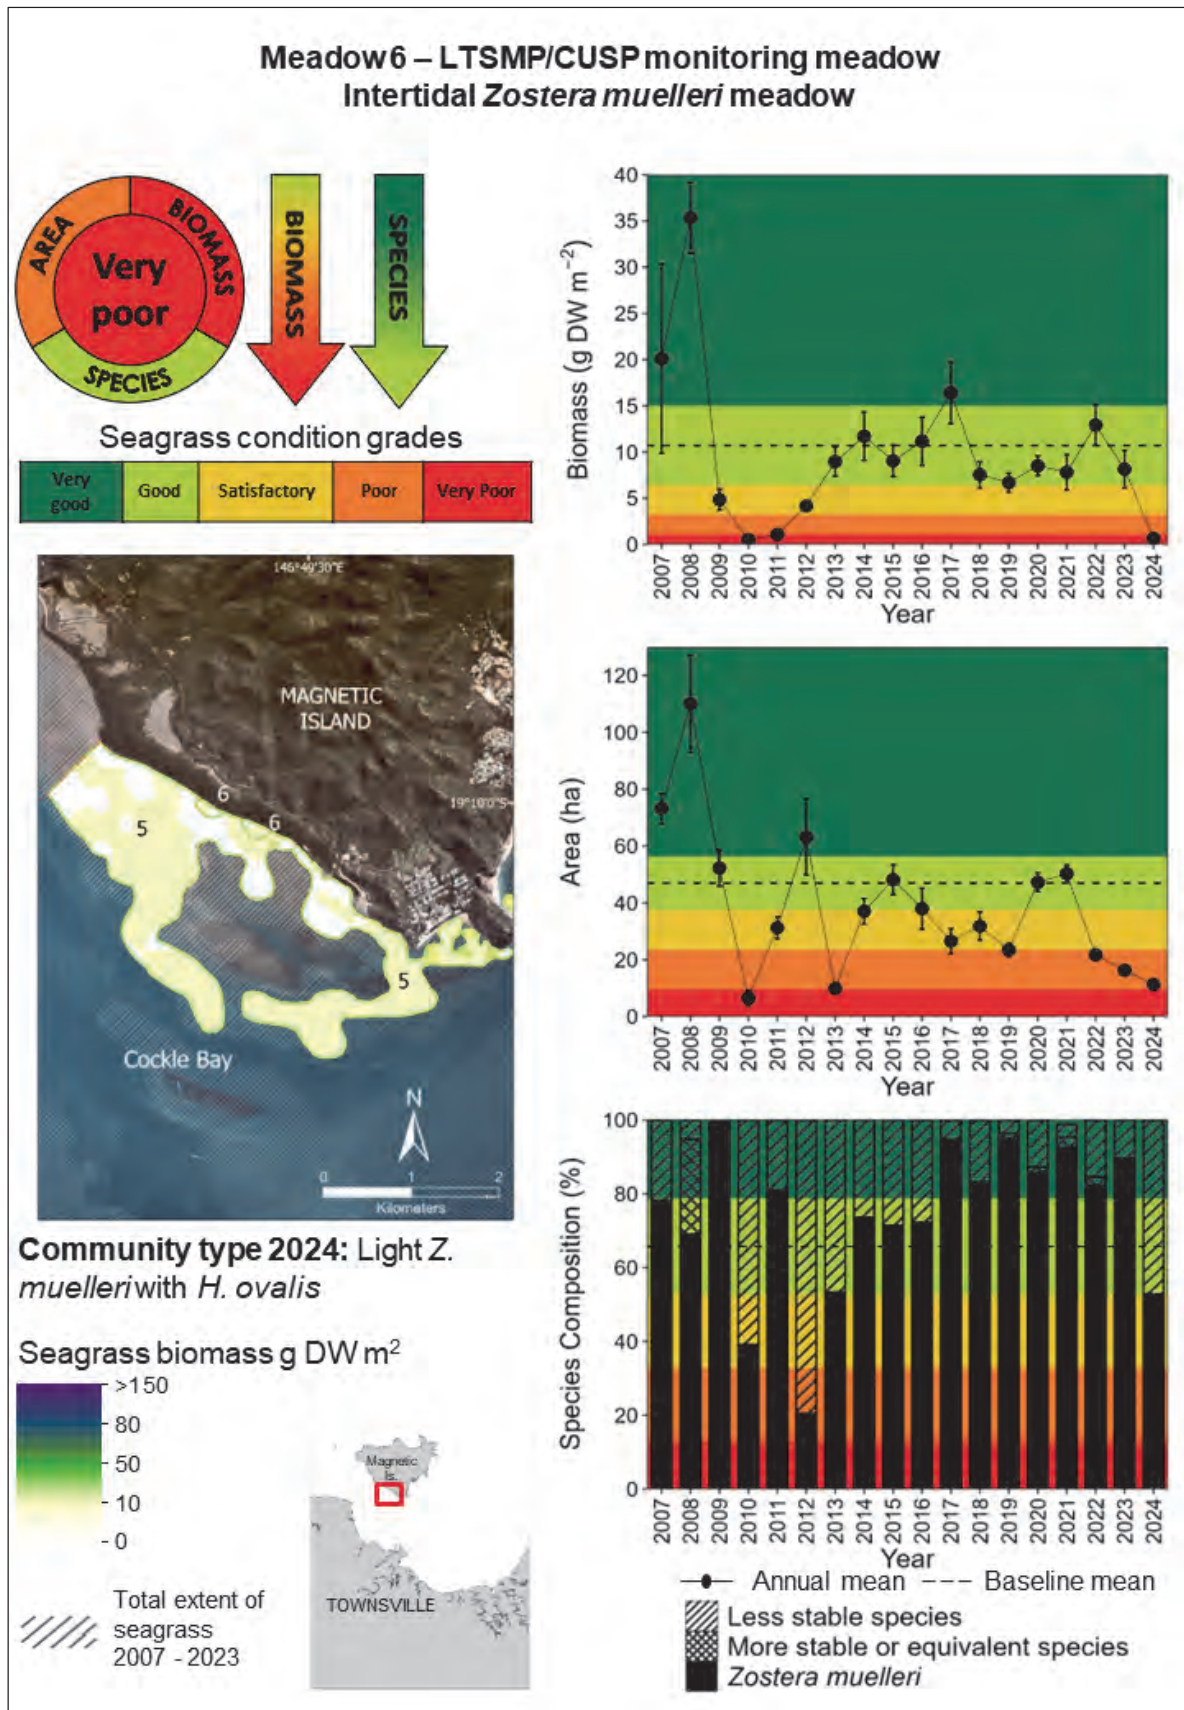 Meadow 6 – LTSMP/CUSP monitoring meadow
Intertidal Zostera muelleri meadow
AREA
BIOMASS
SPECIES
Very
poor
BIOMASS
SPECIES
Seagrass condition grades
Very
good
Good
Satisfactory
Poor
Very Poor
146°49'30"E
MAGNETIC
ISLAND
19°10'0"S
6
6
5
5
Cockle Bay
N
0
1
2
Kilometers
Community type 2024: Light Z.
muelleri with H. ovalis
Seagrass biomass g DW m²
>150
80
50
10
0
Total extent of
seagrass
2007 - 2023
Magnetic
Is.
TOWNSVILLE
Biomass (g DW m⁻²)
40
35
30
25
20
15
10
5
0
2007 2008 2009 2010 2011 2012 2013 2014 2015 2016 2017 2018 2019 2020 2021 2022 2023 2024
Year
Area (ha)
120
100
80
60
40
20
0
2007 2008 2009 2010 2011 2012 2013 2014 2015 2016 2017 2018 2019 2020 2021 2022 2023 2024
Year
Species Composition (%)
100
80
60
40
20
0
2007 2008 2009 2010 2011 2012 2013 2014 2015 2016 2017 2018 2019 2020 2021 2022 2023 2024
Year
Annual mean
Baseline mean
Less stable species
More stable or equivalent species
Zostera muelleri